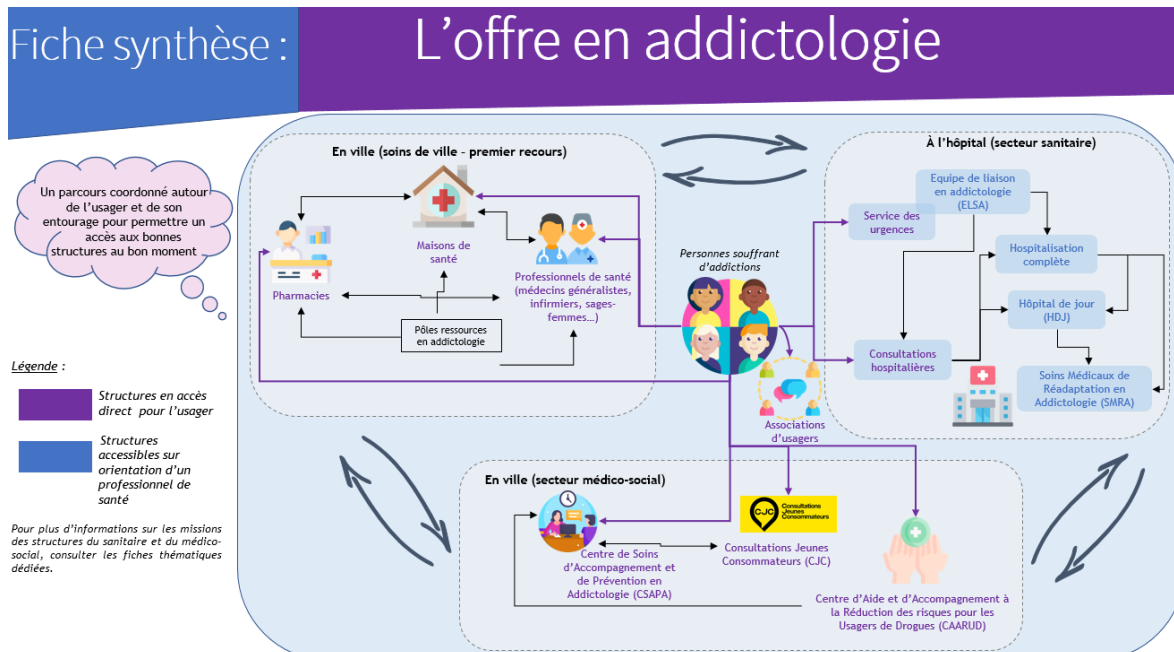 Fiche synthèse :
L'offre en addictologie
Un parcours coordonné autour
de l'usager et de son
entourage pour permettre un
accès aux bonnes
structures au bon moment
Légende :
Structures en accès
direct pour l'usager
Structures
accessibles sur
orientation d'un
professionnel de
santé
Pour plus d'informations sur les missions
des structures du sanitaire et du médico-
social, consulter les fiches thématiques
dédiées.
En ville (soins de ville – premier recours)
Maisons de
santé
Pharmacies
Professionnels de santé
(médecins généralistes,
infirmiers, sages-
femmes…)
Pôles ressources
en addictologie
Personnes souffrant
d'addictions
Associations
d'usagers
À l'hôpital (secteur sanitaire)
Equipe de liaison
en addictologie
(ELSA)
Service des
urgences
Hospitalisation
complète
Hôpital de jour
(HDJ)
Consultations
hospitalières
Soins Médicaux de
Réadaptation en
Addictologie (SMRA)
En ville (secteur médico-social)
CJC
Consultations
Jeunes
Consommateurs
Centre de Soins
d'Accompagnement et
de Prévention en
Addictologie (CSAPA)
Consultations Jeunes
Consommateurs (CJC)
Centre d'Aide et d'Accompagnement à
la Réduction des risques pour les
Usagers de Drogues (CAARUD)